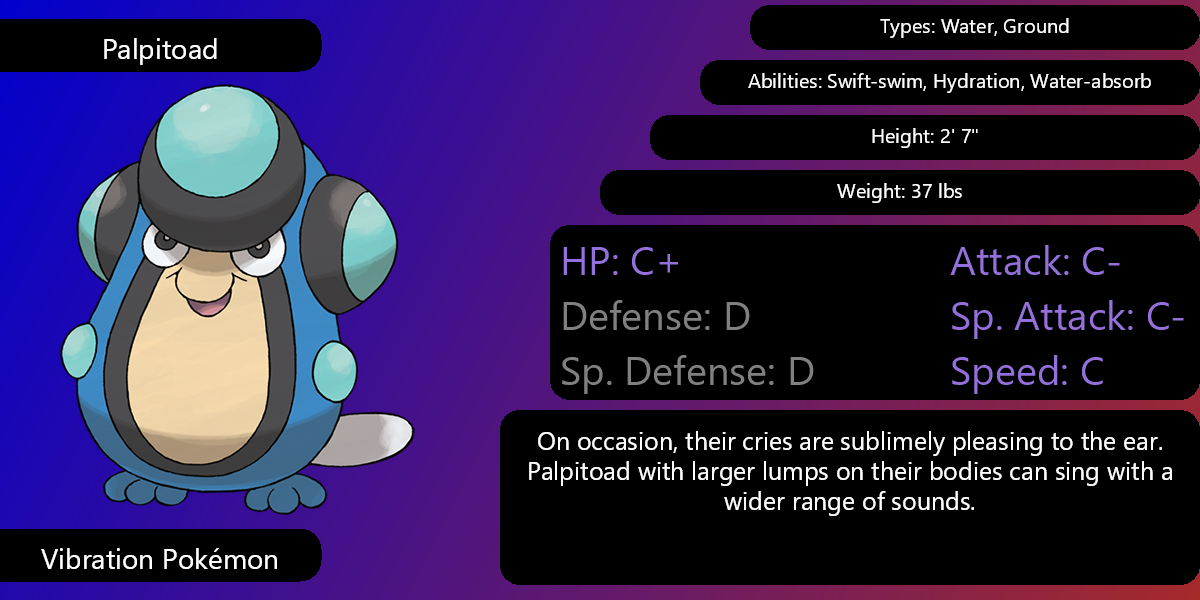 Palpitoad
Types: Water, Ground
Abilities: Swift-swim, Hydration, Water-absorb
Height: 2' 7"
Weight: 37 lbs
HP: C+
Attack: C-
Defense: D
Sp. Attack: C-
Sp. Defense: D
Speed: C
On occasion, their cries are sublimely pleasing to the ear.
Palpitoad with larger lumps on their bodies can sing with a
wider range of sounds.
Vibration Pokémon